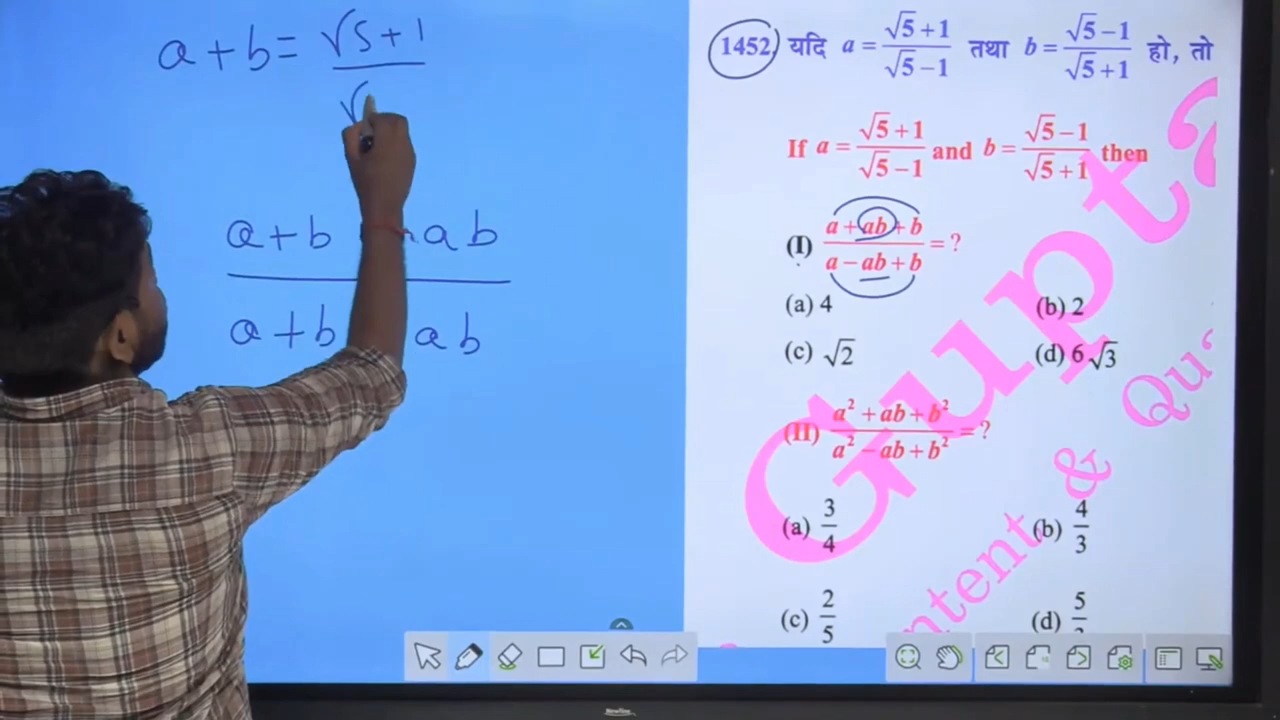 a + b = √5 + 1 / √
a + b ab
a + b ab
1452. यदि a = √5+1 / √5−1 तथा b = √5−1 / √5+1 हो, तो
If a = √5+1 / √5−1 and b = √5−1 / √5+1 then
(I) a + ab + b / a − ab + b = ?
(a) 4 (b) 2
(c) √2 (d) 6√3
(II) a² + ab + b² / a² − ab + b² = ?
(a) 3/4 (b) 4/3
(c) 2/5 (d) 5/
Gupta
ntent & Qu
NewLine